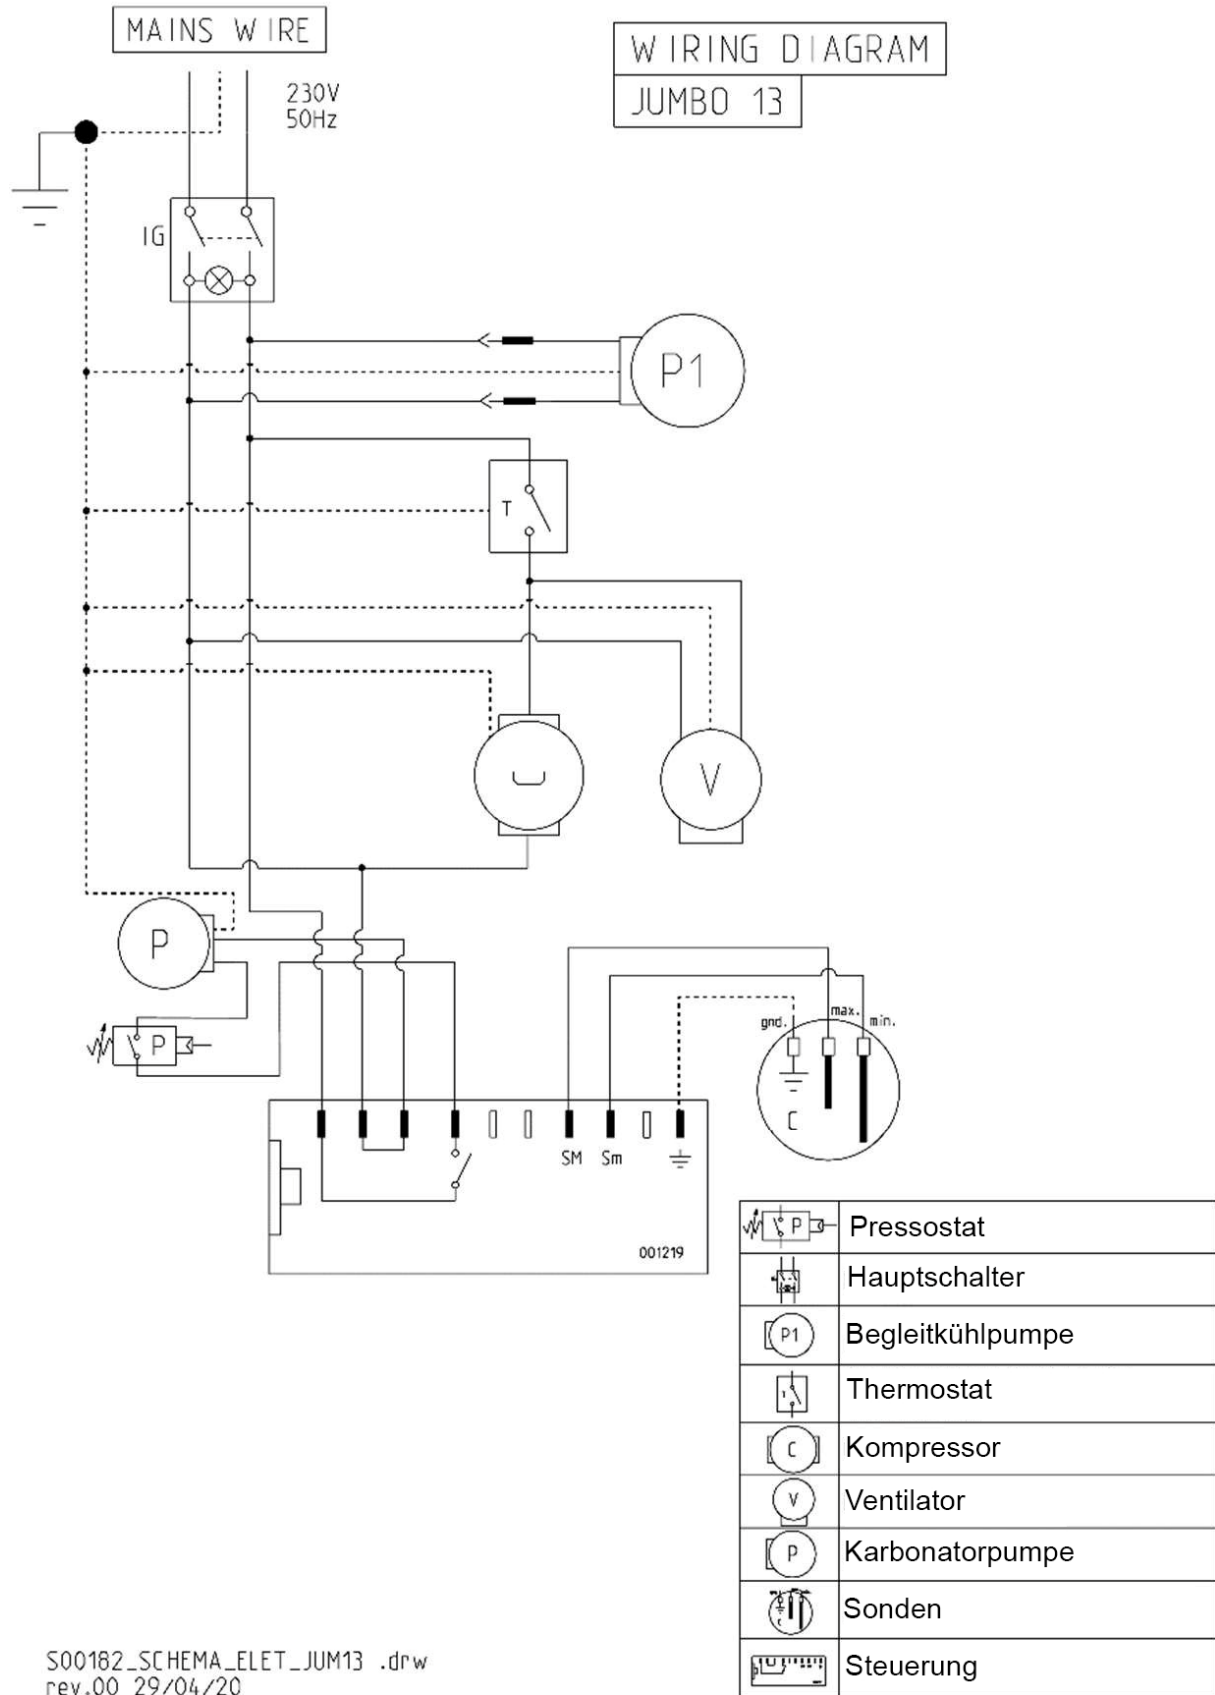 MAINS WIRE
WIRING DIAGRAM
JUMBO 13
230V
50Hz
IG
P1
T
C
V
P
P
gnd.
max.
min.
C
SM Sm
001219
P Pressostat
Hauptschalter
P1 Begleitkühlpumpe
Thermostat
C Kompressor
V Ventilator
P Karbonatorpumpe
Sonden
Steuerung
S00182_SCHEMA_ELET_JUM13 .drw
rev.00 29/04/20